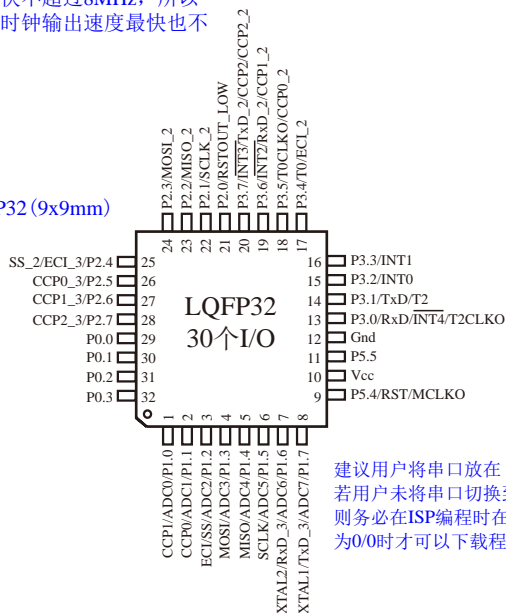 快不超过8MHz，所以
时钟输出速度最快也不
P32 (9x9mm)
P2.3/MOSI_2
P2.2/MISO_2
P2.1/SCLK_2
P2.0/RSTOUT_LOW
P3.7/INT3/TxD_2/CCP2/CCP2_2
P3.6/INT2/RxD_2/CCP1_2
P3.5/T0CLKO/CCP0_2
P3.4/T0/ECI_2
24
23
22
21
20
19
18
17
SS_2/ECI_3/P2.4 25
CCP0_3/P2.5 26
CCP1_3/P2.6 27
CCP2_3/P2.7 28
P0.0 29
P0.1 30
P0.2 31
P0.3 32
LQFP32
30个I/O
16 P3.3/INT1
15 P3.2/INT0
14 P3.1/TxD/T2
13 P3.0/RxD/INT4/T2CLKO
12 Gnd
11 P5.5
10 Vcc
9 P5.4/RST/MCLKO
1
2
3
4
5
6
7
8
CCP1/ADC0/P1.0
CCP0/ADC1/P1.1
ECI/SS/ADC2/P1.2
MOSI/ADC3/P1.3
MISO/ADC4/P1.4
SCLK/ADC5/P1.5
XTAL2/RxD_3/ADC6/P1.6
XTAL1/TxD_3/ADC7/P1.7
建议用户将串口放在
若用户未将串口切换
则务必在ISP编程时在
为0/0时才可以下载程